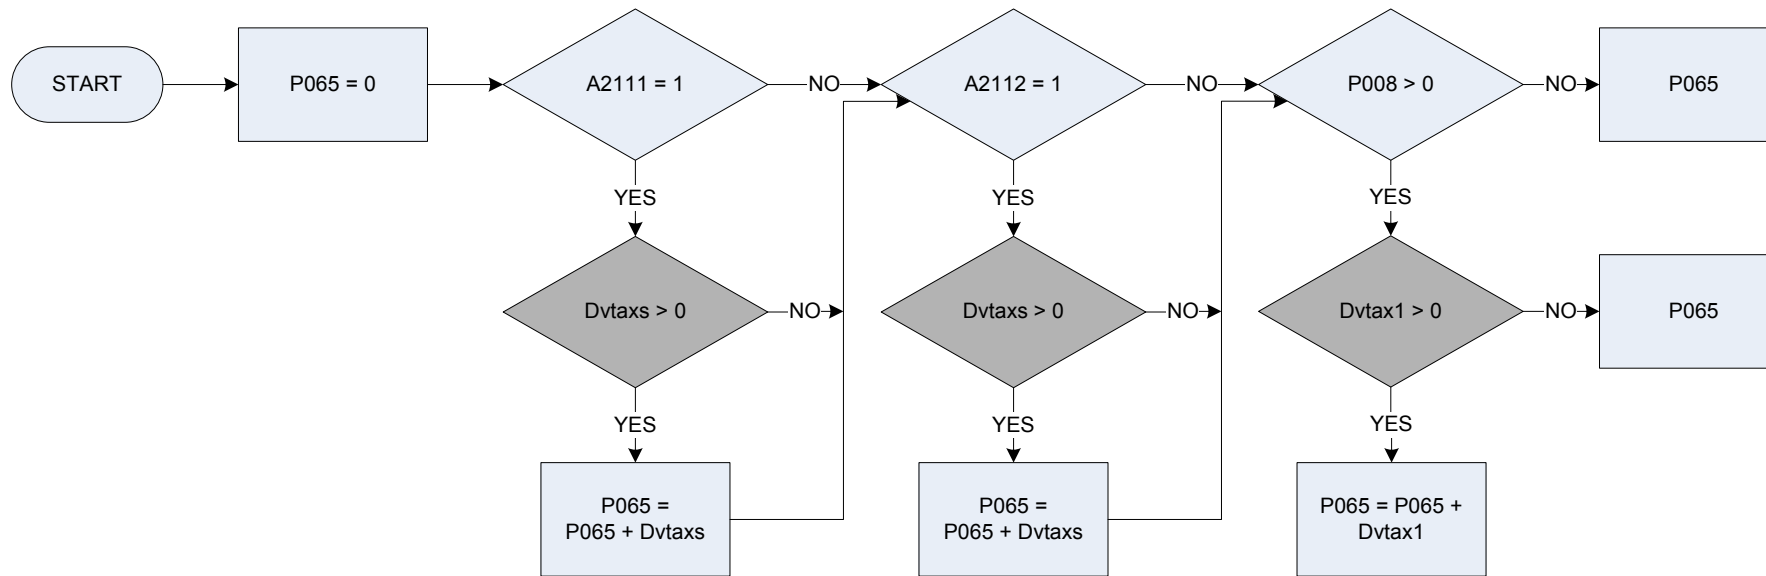 START
P065 = 0
A2111 = 1
NO
A2112 = 1
NO
P008 > 0
NO
P065
YES
YES
YES
Dvtaxs > 0
NO
Dvtaxs > 0
NO
Dvtax1 > 0
NO
P065
YES
YES
YES
P065 =
P065 + Dvtaxs
P065 =
P065 + Dvtaxs
P065 = P065 +
Dvtax1